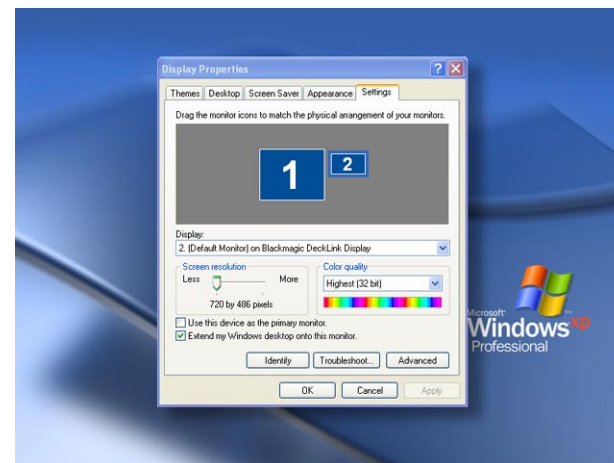 Display Properties
Themes Desktop Screen Saver Appearance Settings
Drag the monitor icons to match the physical arrangement of your monitors.
1 2
Display:
2. (Default Monitor) on Blackmagic DeckLink Display
Screen resolution
Less More
720 by 486 pixels
Color quality
Highest (32 bit)
Use this device as the primary monitor.
Extend my Windows desktop onto this monitor.
Identify Troubleshoot... Advanced
OK Cancel Apply
Microsoft
Windows xp
Professional